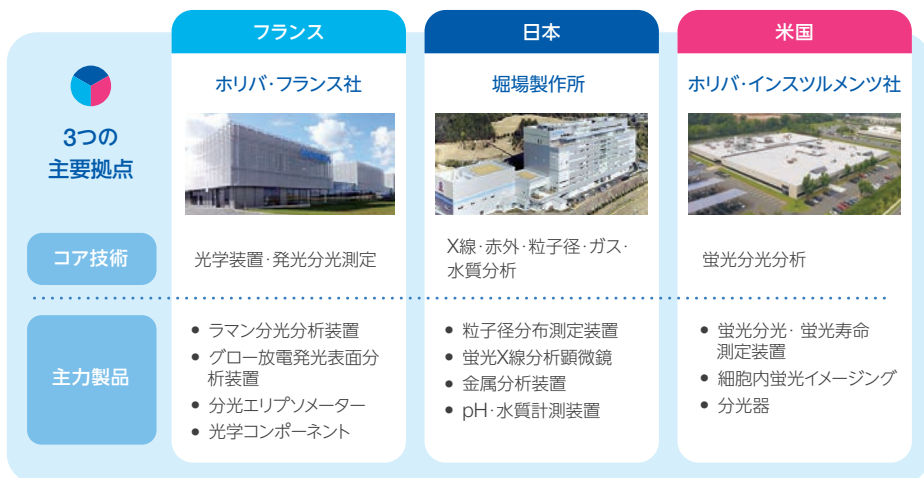 フランス
日本
米国
ホリバ・フランス社
堀場製作所
ホリバ・インスツルメンツ社
3つの
主要拠点
コア技術
光学装置・発光分光測定
X線・赤外・粒子径・ガス・
水質分析
蛍光分光分析
主力製品
• ラマン分光分析装置
• グロー放電発光表面分
析装置
• 分光エリプソメーター
• 光学コンポーネント
• 粒子径分布測定装置
• 蛍光X線分析顕微鏡
• 金属分析装置
• pH・水質計測装置
• 蛍光分光・ 蛍光寿命
測定装置
• 細胞内蛍光イメージング
• 分光器